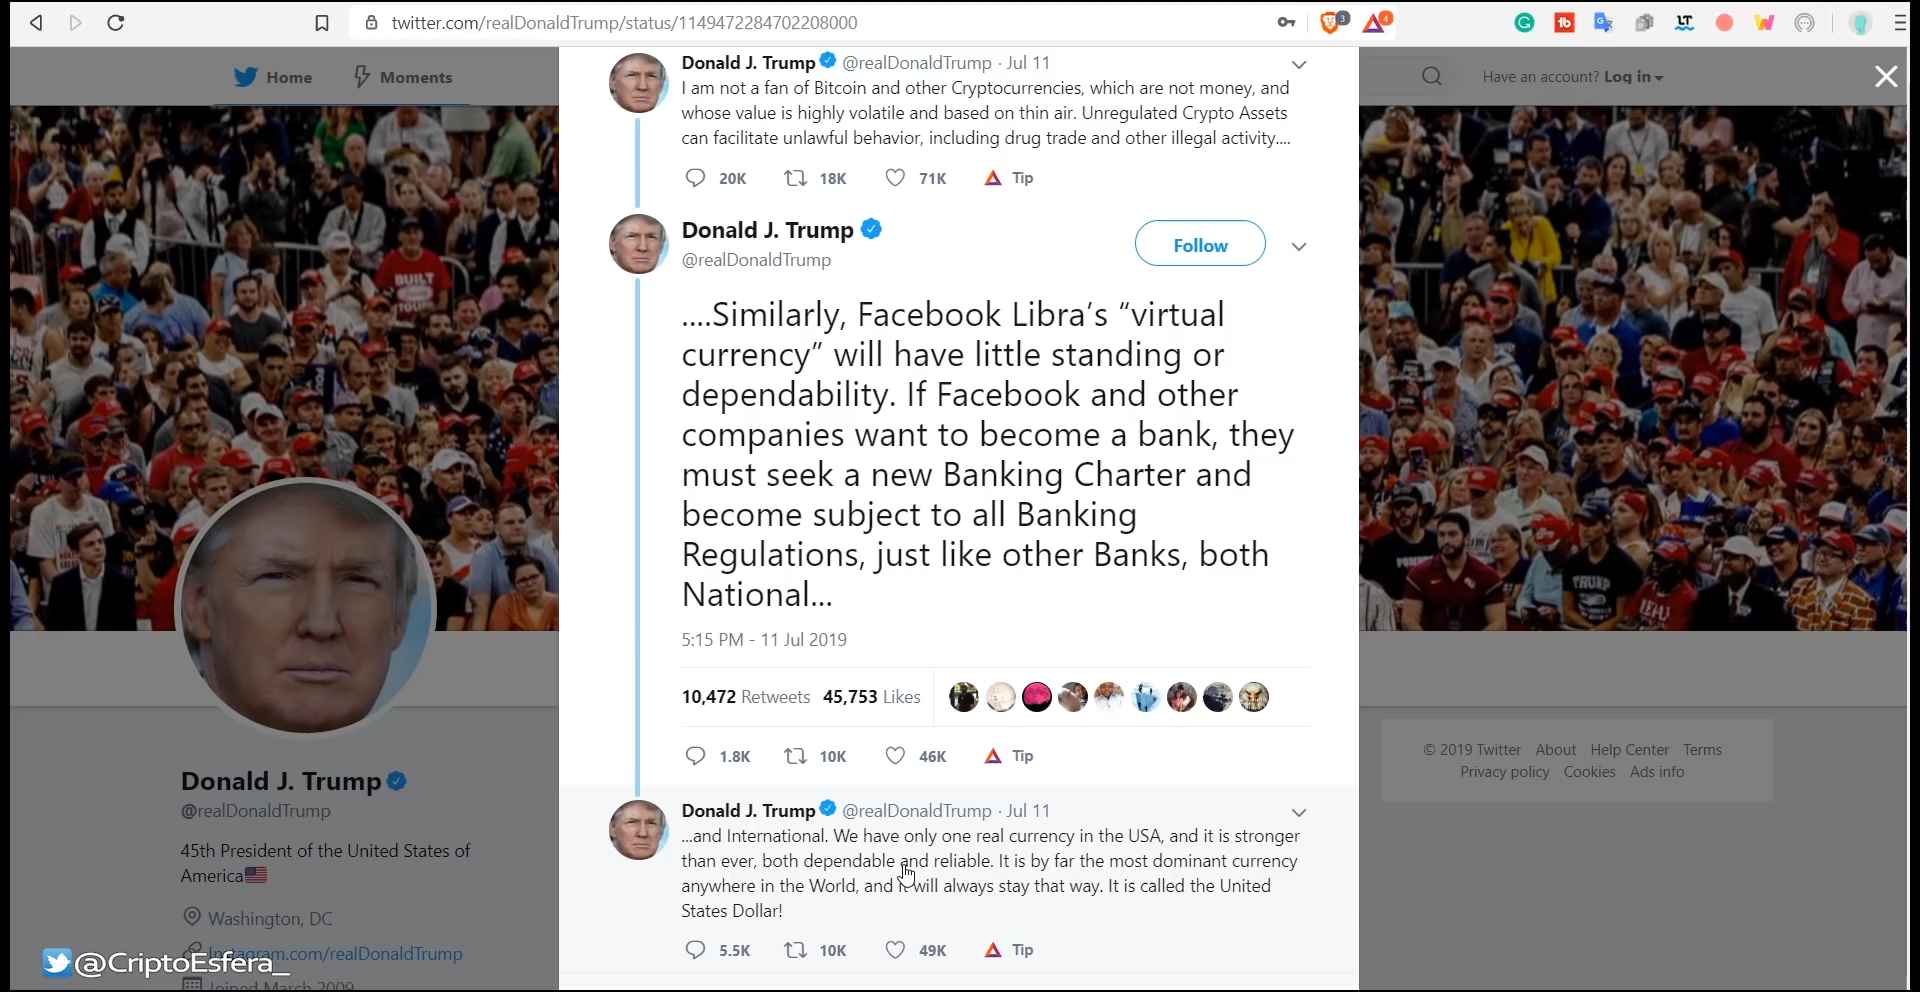 twitter.com/realDonaldTrump/status/1149472284702208000
3
4
Home
Moments
Have an account? Log in
Donald J. Trump @realDonaldTrump · Jul 11
I am not a fan of Bitcoin and other Cryptocurrencies, which are not money, and
whose value is highly volatile and based on thin air. Unregulated Crypto Assets
can facilitate unlawful behavior, including drug trade and other illegal activity....
20K 18K 71K Tip
Donald J. Trump
@realDonaldTrump
Follow
....Similarly, Facebook Libra’s “virtual
currency” will have little standing or
dependability. If Facebook and other
companies want to become a bank, they
must seek a new Banking Charter and
become subject to all Banking
Regulations, just like other Banks, both
National...
5:15 PM - 11 Jul 2019
10,472 Retweets 45,753 Likes
1.8K 10K 46K Tip
Donald J. Trump @realDonaldTrump · Jul 11
...and International. We have only one real currency in the USA, and it is stronger
than ever, both dependable and reliable. It is by far the most dominant currency
anywhere in the World, and it will always stay that way. It is called the United
States Dollar!
5.5K 10K 49K Tip
BUILT
Donald J. Trump
@realDonaldTrump
45th President of the United States of
America
Washington, DC
Instagram.com/realDonaldTrump
Joined March 2009
@CriptoEsfera_
TRUMP
© 2019 Twitter About Help Center Terms
Privacy policy Cookies Ads info